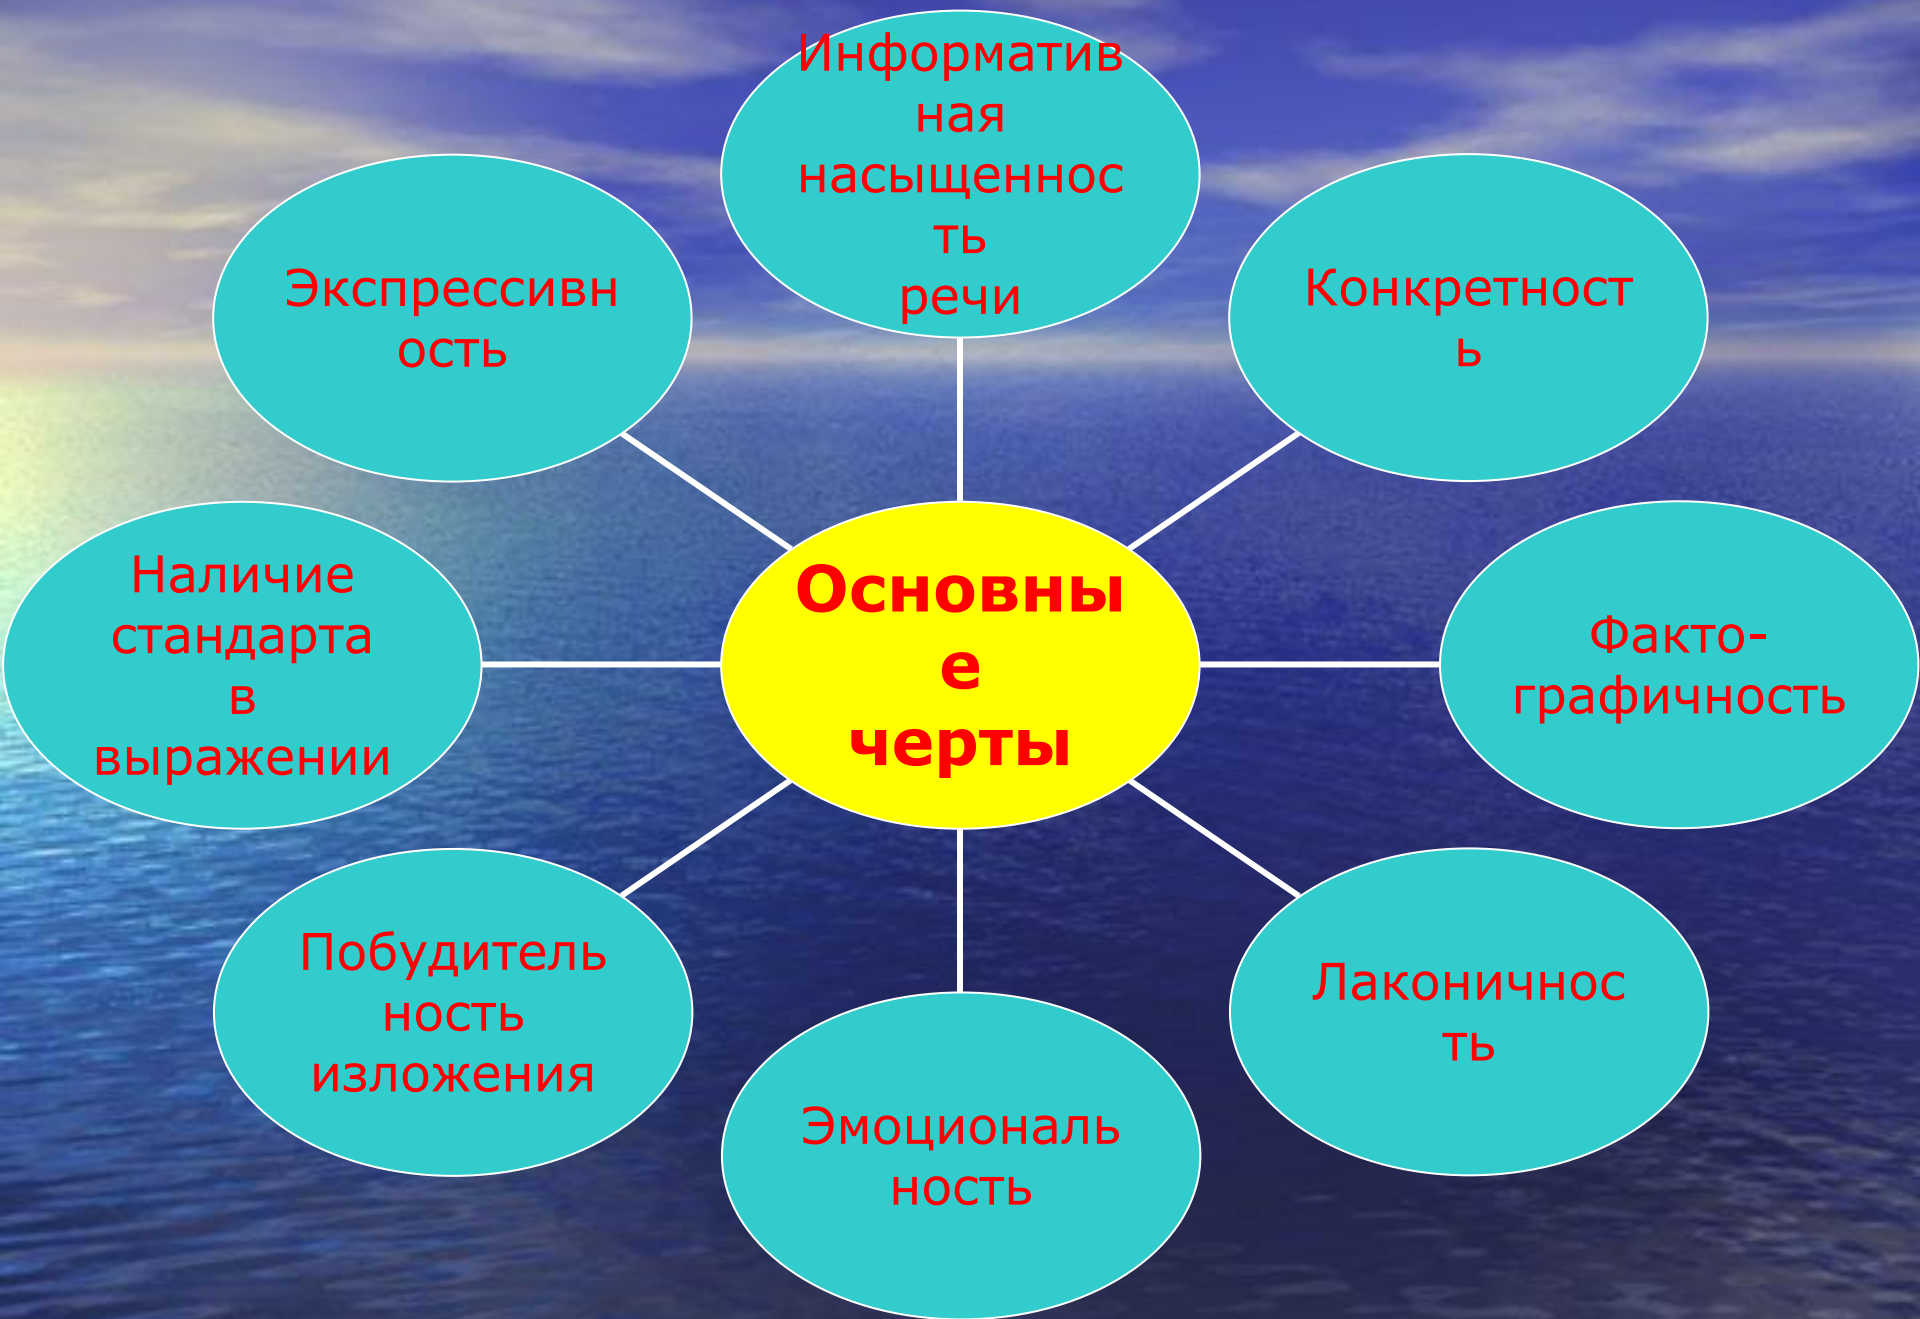 Информатив
ная
насыщеннос
ть
речи
Конкретност
ь
Факто-
графичность
Лаконичнос
ть
Эмоциональ
ность
Побудитель
ность
изложения
Наличие
стандарта
в
выражении
Экспрессивн
ость
Основны
е
черты